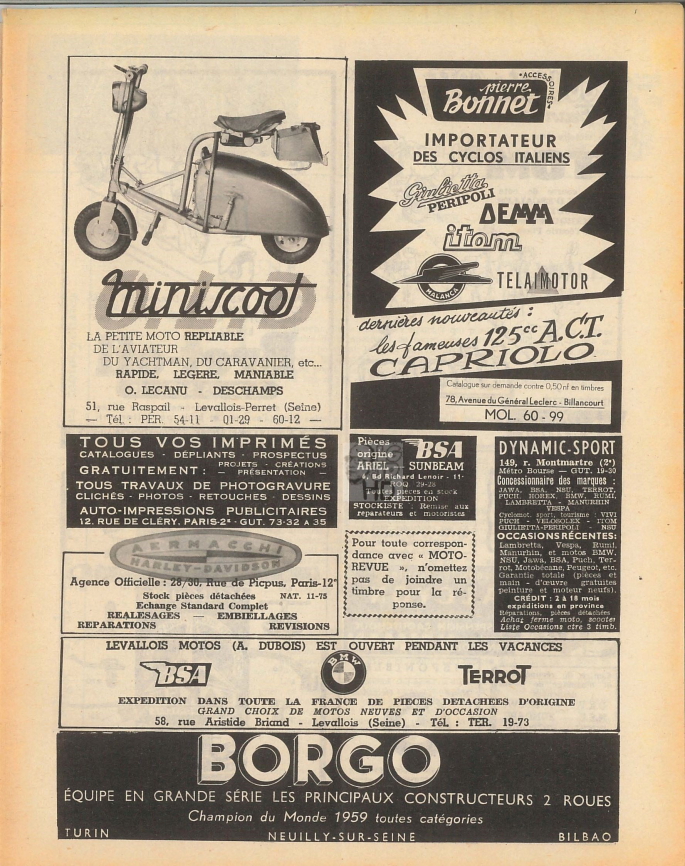 miniscoot
LA PETITE MOTO REPLIABLE
DE L'AVIATEUR
DU YACHTMAN, DU CARAVANIER, etc...
RAPIDE, LEGERE, MANIABLE
O. LECANU - DESCHAMPS
51, rue Raspail - Levallois-Perret (Seine)
— Tél : PER. 54-11 - 01-29 - 60-12 —
pierre Bonnet
•ACCESSOIRES•
IMPORTATEUR
DES CYCLOS ITALIENS
Giulietta
PERIPOLI
DEMM
itom
MALANCA
TELAIMOTOR
dernières nouveautés :
les fameuses 125cc A.C.T.
CAPRIOLO
Catalogue sur demande contre 0,50 nf en timbres
78, Avenue du Général Leclerc - Billancourt
MOL. 60-99
TOUS VOS IMPRIMÉS
CATALOGUES - DÉPLIANTS - PROSPECTUS
GRATUITEMENT : - PROJETS - CRÉATIONS
PRÉSENTATION -
TOUS TRAVAUX DE PHOTOGRAVURE
CLICHÉS - PHOTOS - RETOUCHES - DESSINS
AUTO-IMPRESSIONS PUBLICITAIRES
12, RUE DE CLÉRY, PARIS-2e - GUT. 73-32 A 35
Pièces
origine BSA
ARIEL - SUNBEAM
6, Bd Richard Lenoir - 11e
ROQ 29-28
Toutes pièces en stock
EXPEDITION
STOCKISTE : Remise aux
réparateurs et motoristes
DYNAMIC-SPORT
149, r. Montmartre (2e)
Métro Bourse — GUT. 19-30
Concessionnaire des marques :
JAWA, BSA, NSU, TERROT,
PUCH, HOREX, BMW, RUMI,
LAMBRETTA - MANURHIN
VESPA
Cyclomot. sport, tourisme : VIVI
PUCH - VELOSOLEX - ITOM
GIULIETTA-PERIPOLI - NSU
OCCASIONS RÉCENTES:
Lambretta, Vespa, Rumi,
Manurhin, et motos BMW,
NSU, Jawa, BSA, Puch, Ter-
rot, Motobécane, Peugeot, etc.
Garantie totale (pièces et
main - d'œuvre gratuites
peinture et moteur neufs).
CRÉDIT : 2 à 18 mois
expéditions en province
Réparations, pièces détachées
Achat ferme moto, scooter
Liste Occasions ctre 3 timb.
AERMACCHI
HARLEY-DAVIDSON
Agence Officielle : 28/30, Rue de Picpus, Paris-12e
Stock pièces détachées NAT. 11-75
Echange Standard Complet
REALESAGES — EMBIELLAGES
REPARATIONS REVISIONS
Pour toute correspon-
dance avec « MOTO-
REVUE », n'omettez
pas de joindre un
timbre pour la ré-
ponse.
LEVALLOIS MOTOS (A. DUBOIS) EST OUVERT PENDANT LES VACANCES
BSA BMW TERROT
EXPEDITION DANS TOUTE LA FRANCE DE PIECES DETACHEES D'ORIGINE
GRAND CHOIX DE MOTOS NEUVES ET D'OCCASION
58, rue Aristide Briand - Levallois (Seine) - Tél. : TER. 19-73
BORGO
ÉQUIPE EN GRANDE SÉRIE LES PRINCIPAUX CONSTRUCTEURS 2 ROUES
Champion du Monde 1959 toutes catégories
TURIN NEUILLY-SUR-SEINE BILBAO